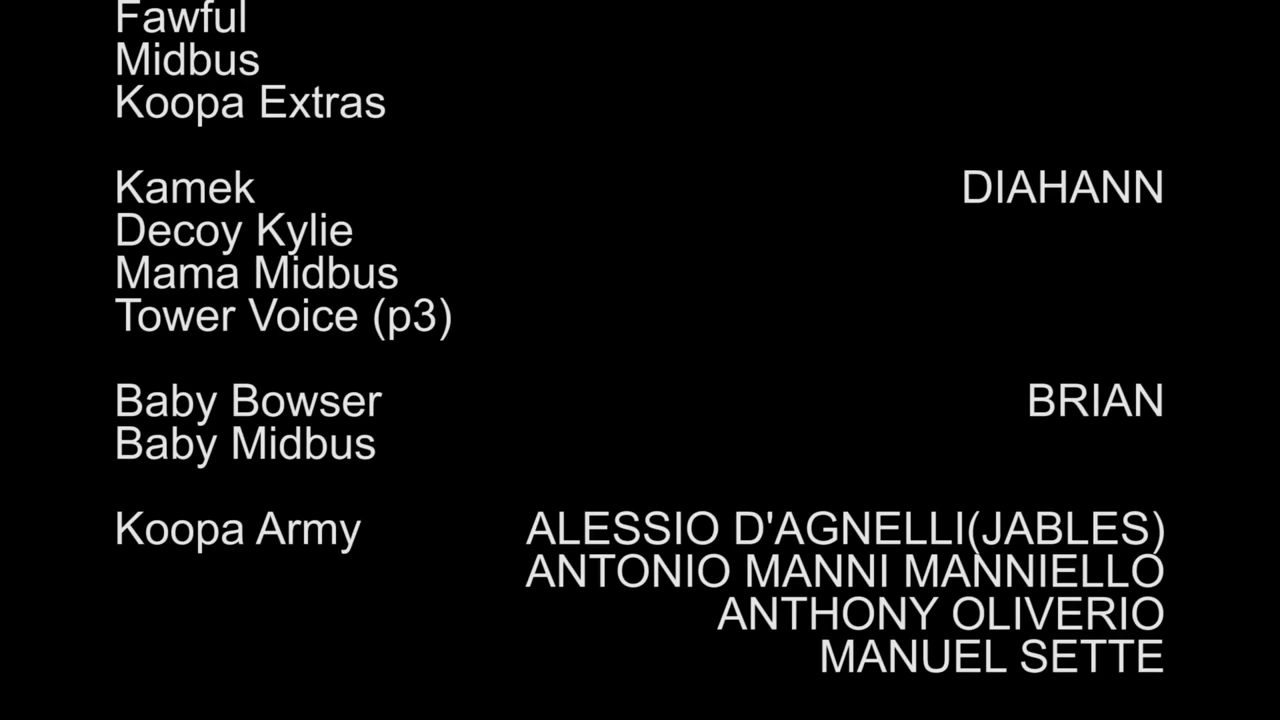 Fawful
Midbus
Koopa Extras
Kamek DIAHANN
Decoy Kylie
Mama Midbus
Tower Voice (p3)
Baby Bowser BRIAN
Baby Midbus
Koopa Army ALESSIO D'AGNELLI(JABLES)
ANTONIO MANNI MANNIELLO
ANTHONY OLIVERIO
MANUEL SETTE